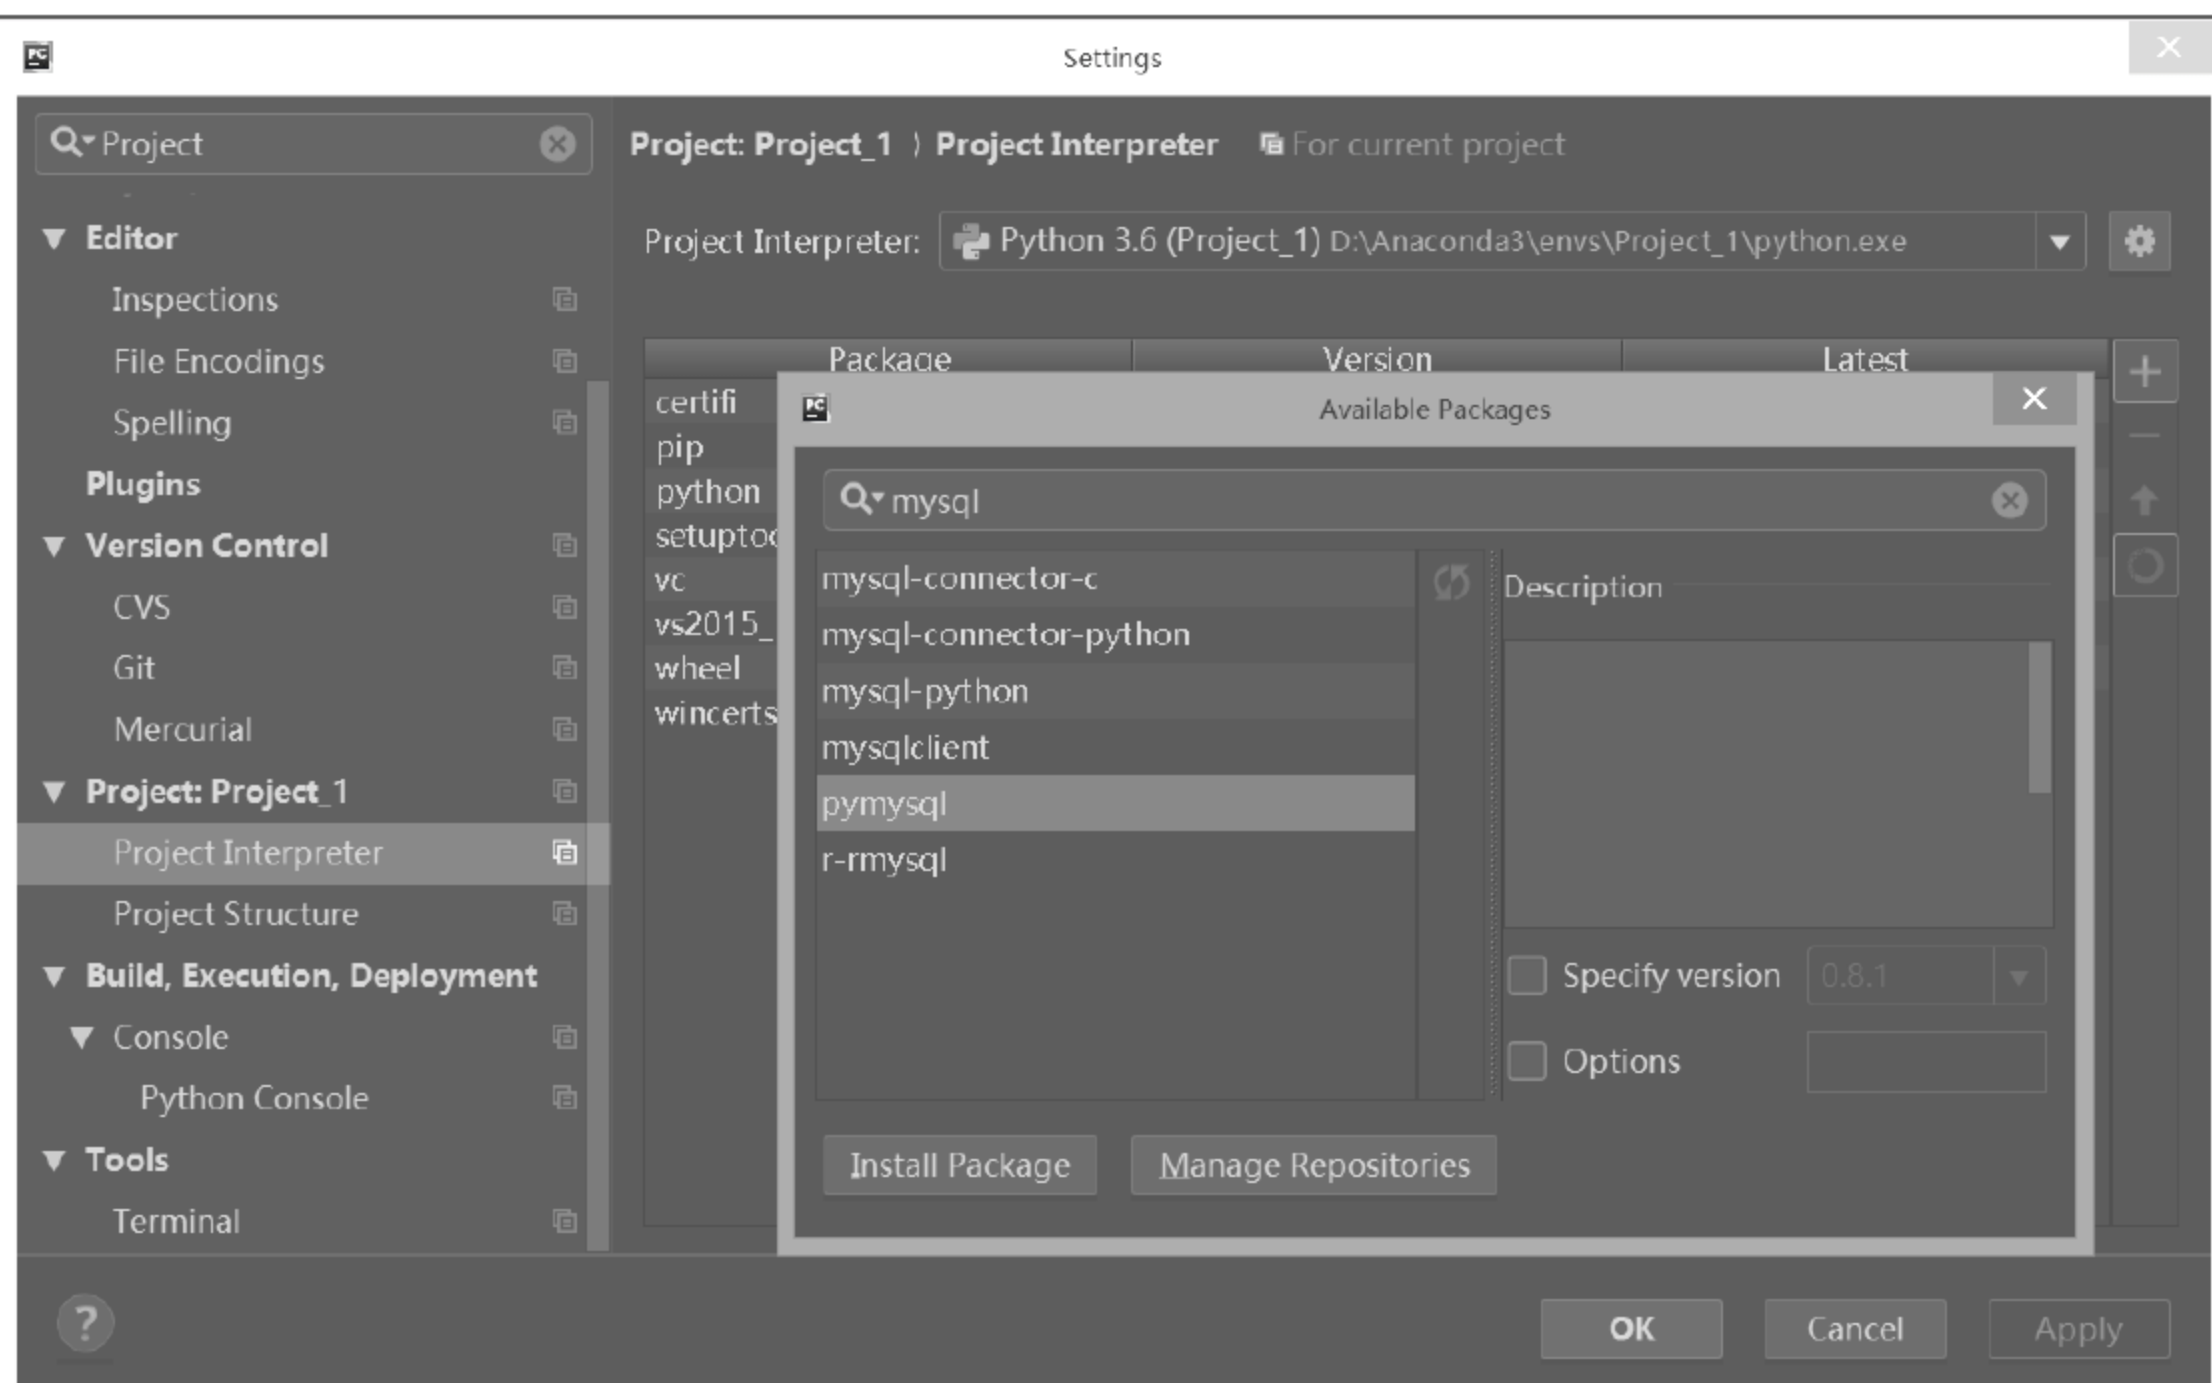 Settings
Project
Project: Project_1 ⟩ Project Interpreter For current project
Editor
Inspections
File Encodings
Spelling
Plugins
Version Control
CVS
Git
Mercurial
Project: Project_1
Project Interpreter
Project Structure
Build, Execution, Deployment
Console
Python Console
Tools
Terminal
Project Interpreter: Python 3.6 (Project_1) D:\Anaconda3\envs\Project_1\python.exe
Package Version Latest
certifi
pip
python
vc
vs2015_
wheel
Available Packages
mysql
mysql-connector-c
mysql-connector-python
mysql-python
mysqlclient
pymysql
r-rmysql
Description
Specify version 0.8.1
Options
Install Package Manage Repositories
? OK Cancel Apply